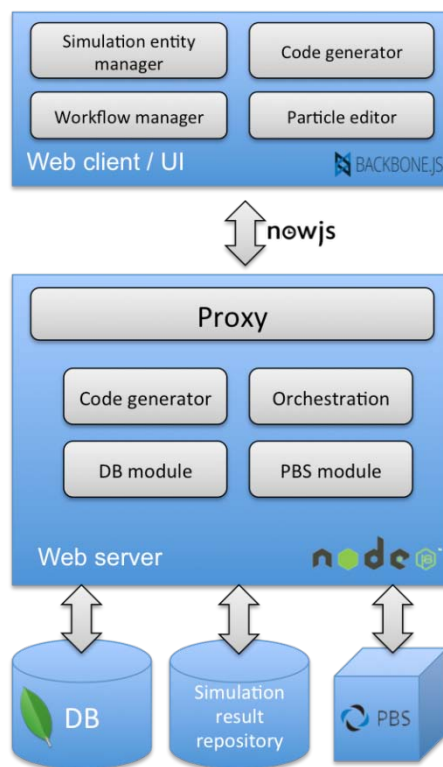 Simulation entity
manager
Code generator
Workflow manager
Particle editor
Web client / UI
BACKBONE.JS
nowjs
Proxy
Code generator
Orchestration
DB module
PBS module
Web server
node
JS
DB
Simulation
result
repository
PBS